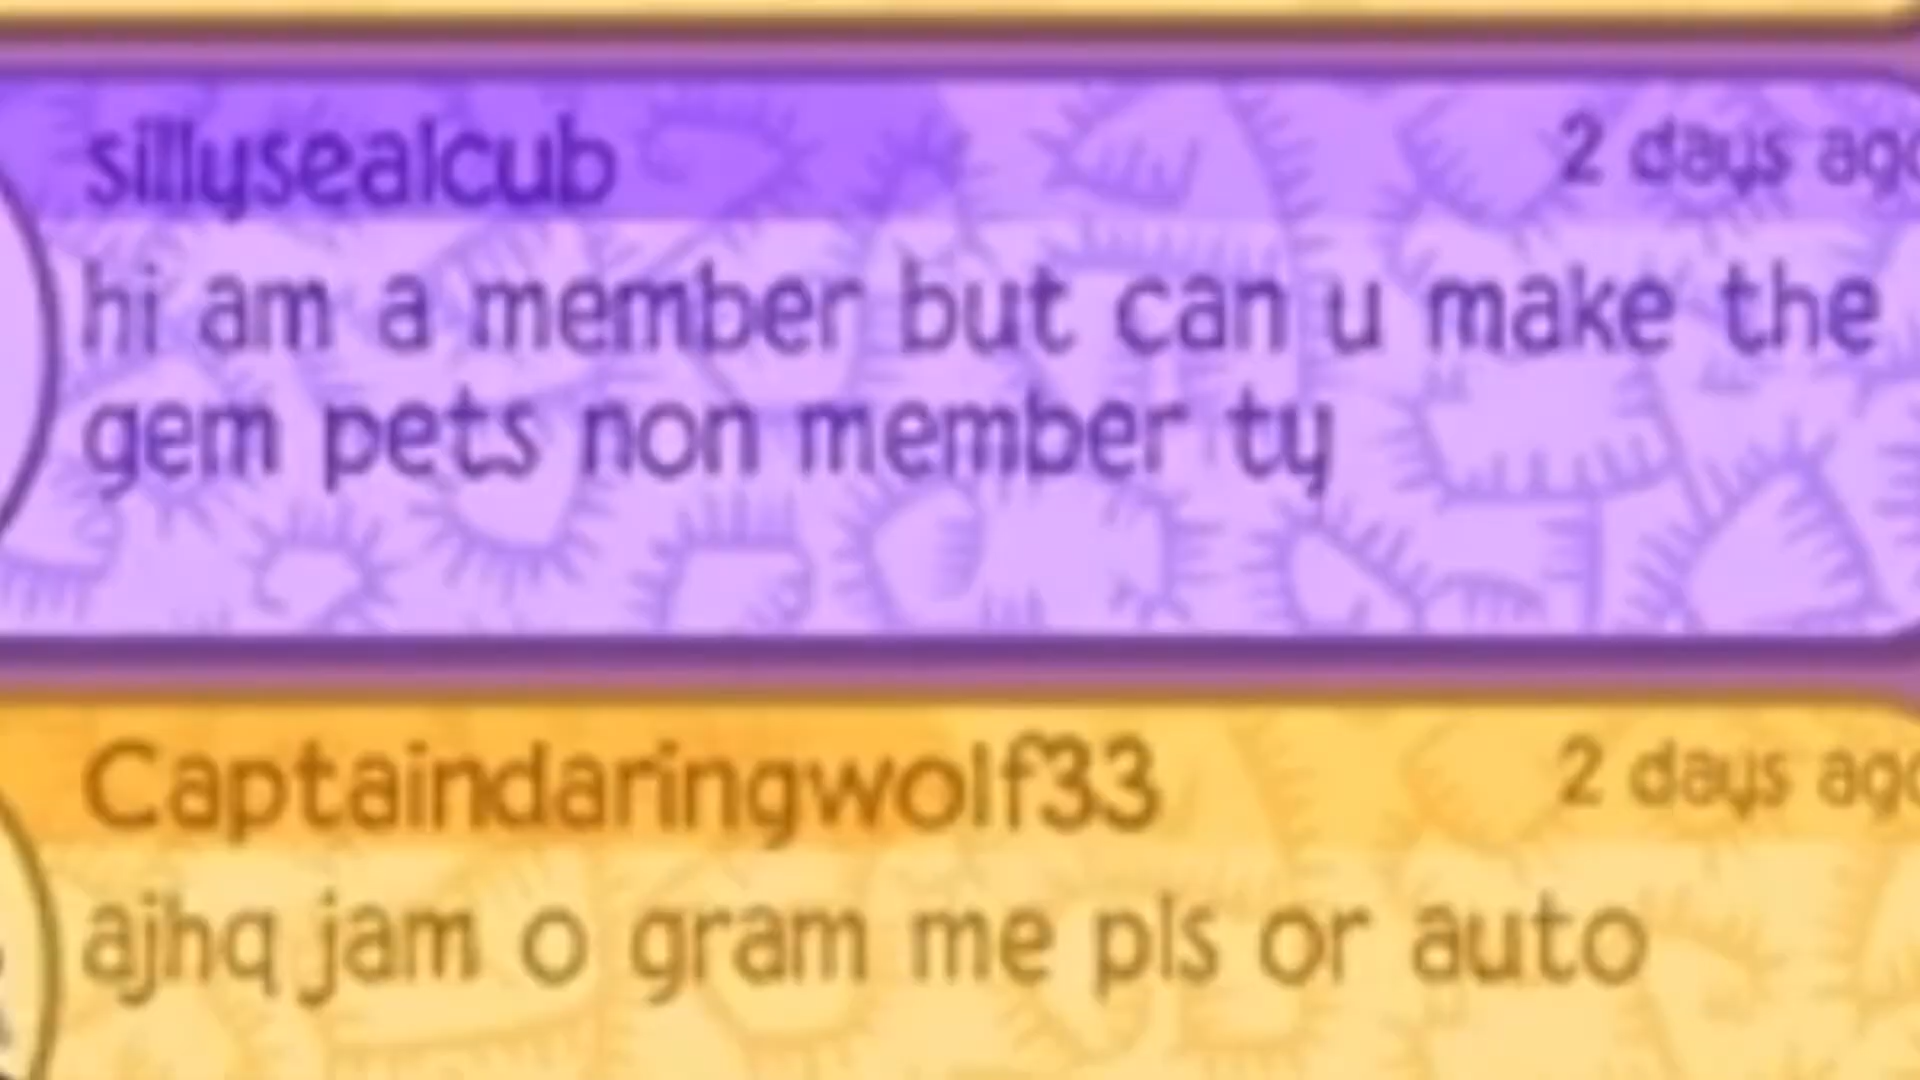 sillysealcub 2 days ago
hi am a member but can u make the
gem pets non member ty
Captaindaringwolf33 2 days ago
ajhq jam o gram me pls or auto